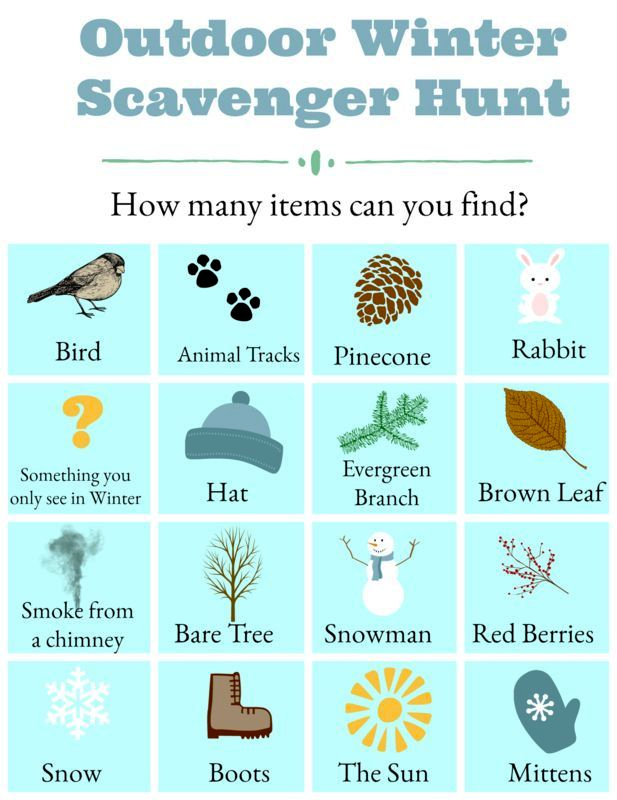 Outdoor Winter
Scavenger Hunt
How many items can you find?
Bird
Animal Tracks
Pinecone
Rabbit
?
Something you
only see in Winter
Hat
Evergreen
Branch
Brown Leaf
Smoke from
a chimney
Bare Tree
Snowman
Red Berries
Snow
Boots
The Sun
Mittens